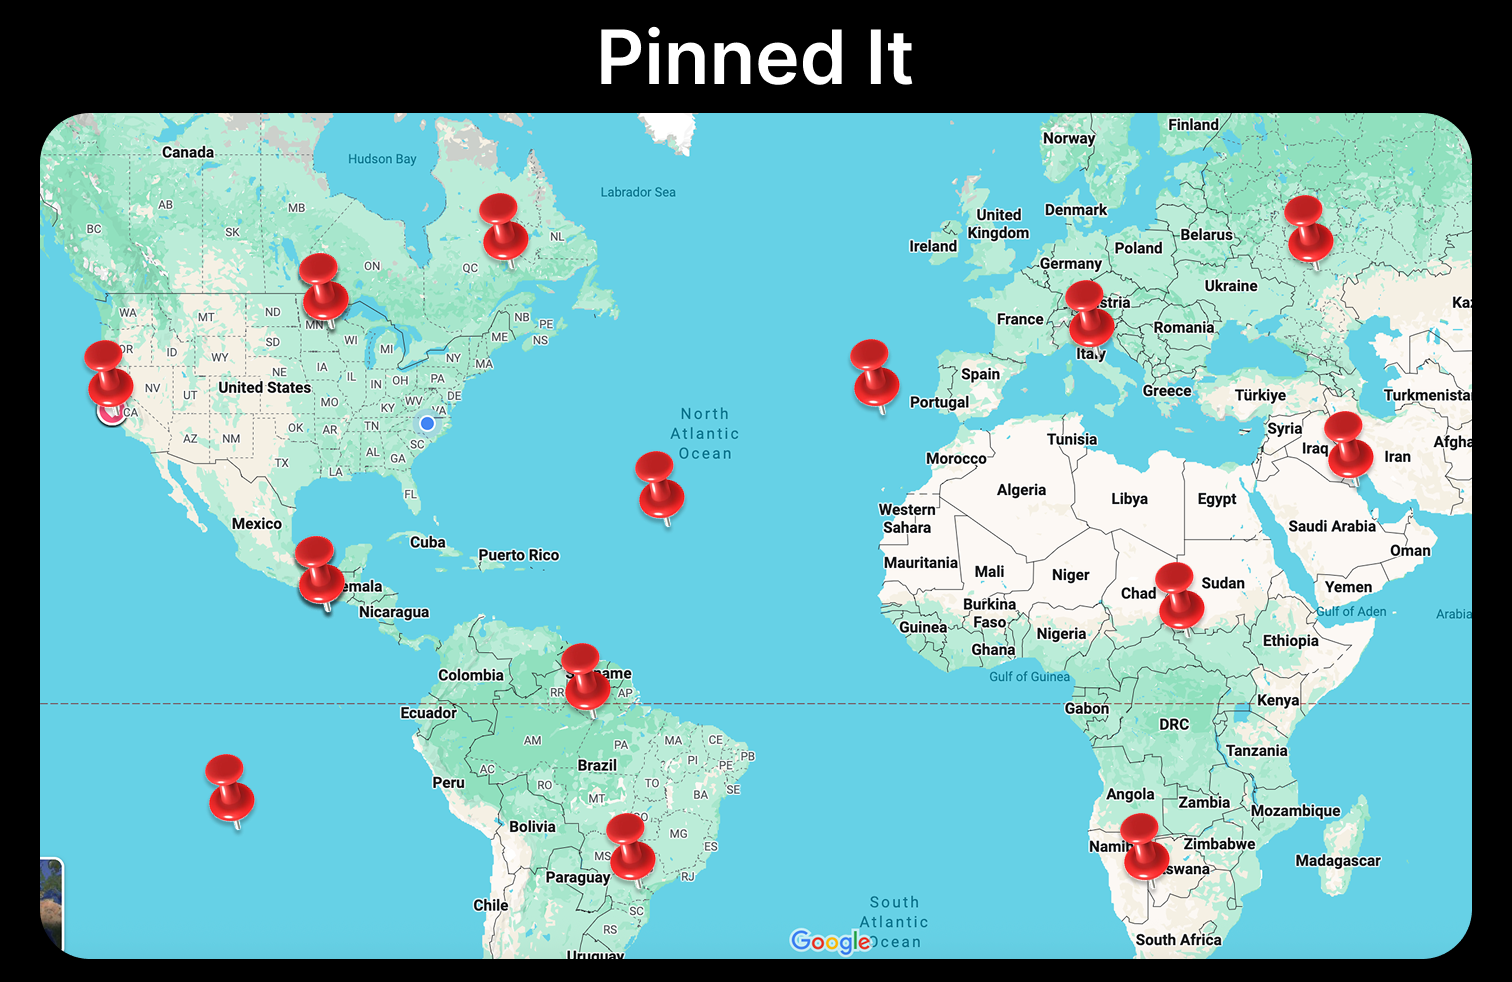 Pinned It
Canada
Hudson Bay
Labrador Sea
Norway
Finland
AB
MB
BC
SK
ON
QC
NL
United
Kingdom
Ireland
Denmark
Belarus
Poland
Germany
Ukraine
WA
MT
ND
MN
NB
PE
NS
ME
France
stria
Romania
Kaz
OR
ID
WY
SD
WI
MI
NY
MA
Italy
NV
UT
NE
United States
IA
IL
IN
OH
PA
DE
Spain
Portugal
Greece
Türkiye
Turkmenista
CA
MO
KY
WV
VA
North
Atlantic
Ocean
AZ
NM
OK
AR
TN
SC
Tunisia
Syria
Iraq
Iran
Afgha
TX
LA
AL
GA
Morocco
FL
Algeria
Libya
Egypt
Western
Sahara
Mexico
Saudi Arabia
Cuba
Puerto Rico
Oman
Mauritania
Mali
Niger
Chad
Sudan
Yemen
emala
Nicaragua
Burkina
Faso
Gulf of Aden
Arabia
Guinea
Nigeria
Ghana
Ethiopia
Colombia
name
Gulf of Guinea
RR
AP
Ecuador
Gabon
Kenya
DRC
AM
PA
MA
CE
PB
Tanzania
Brazil
PI
PE
Peru
AC
RO
TO
SE
MT
BA
Angola
Zambia
Mozambique
Bolivia
GO
MG
MS
ES
Namib
Zimbabwe
Paraguay
RJ
swana
Madagascar
Chile
SC
RS
South
Atlantic
Ocean
Google
South Africa
Uruguay